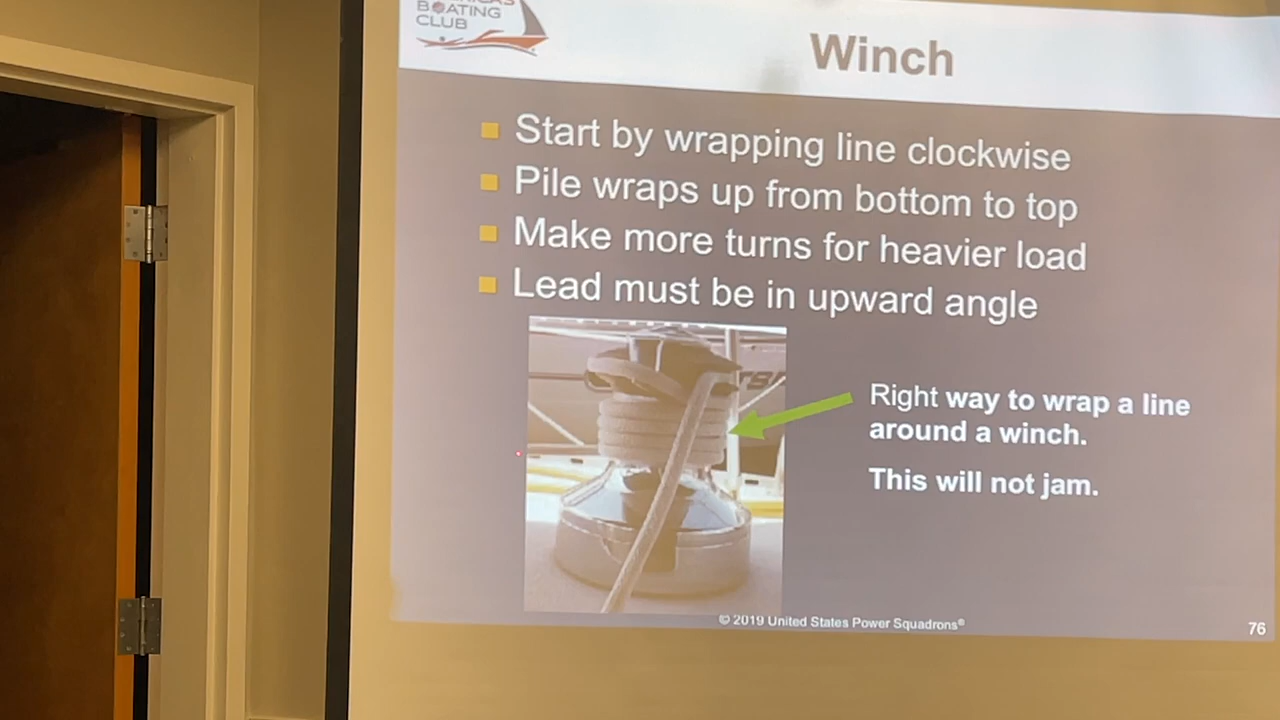 BOATING
CLUB
Winch
Start by wrapping line clockwise
Pile wraps up from bottom to top
Make more turns for heavier load
Lead must be in upward angle
Right way to wrap a line
around a winch.
This will not jam.
© 2019 United States Power Squadrons®
76